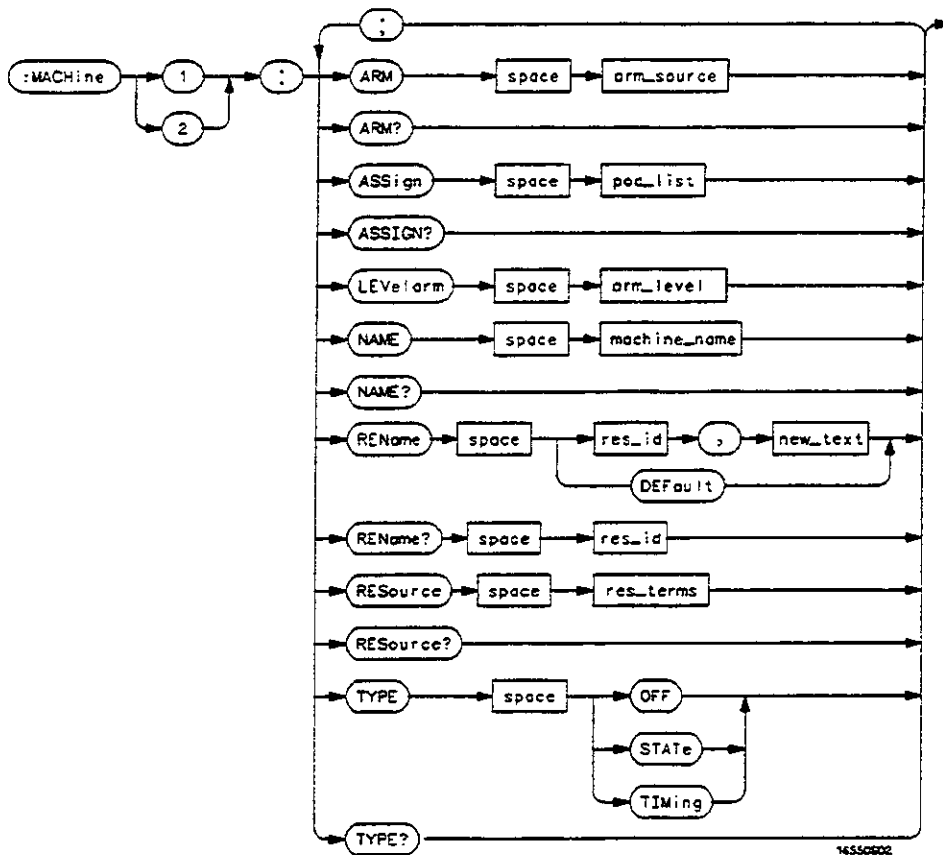 ;
:MACHine 1 :
2
ARM space arm_source
ARM?
ASSign space pod_list
ASSIGN?
LEVelarm space arm_level
NAME space machine_name
NAME?
REName space res_id , new_text
DEFault
REName? space res_id
RESource space res_terms
RESource?
TYPE space OFF
STATe
TIMing
TYPE?
16550G02